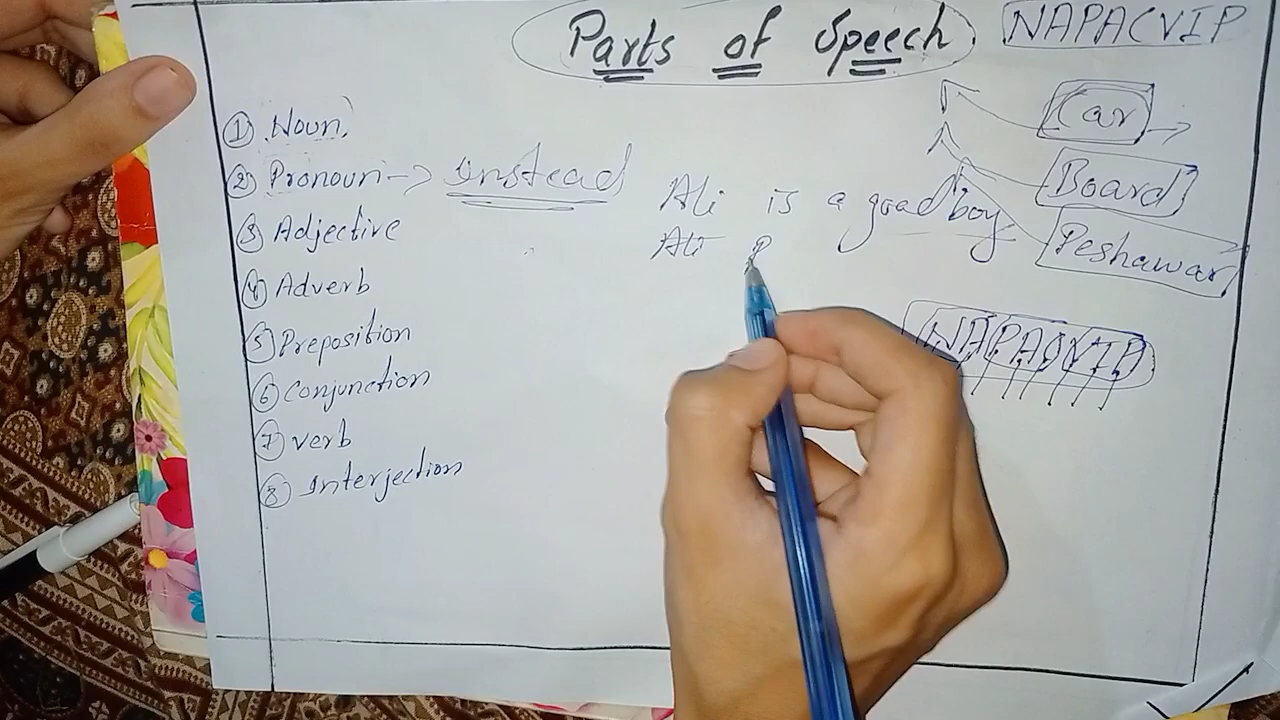 Parts of Speech
NAPACVIP
① Noun.
② Pronoun -> Instead
③ Adjective
④ Adverb
⑤ Preposition
⑥ Conjunction
⑦ verb
⑧ Interjection
Ali is a good boy
Ali P
Car
Board
Peshawar
NAPACVIP